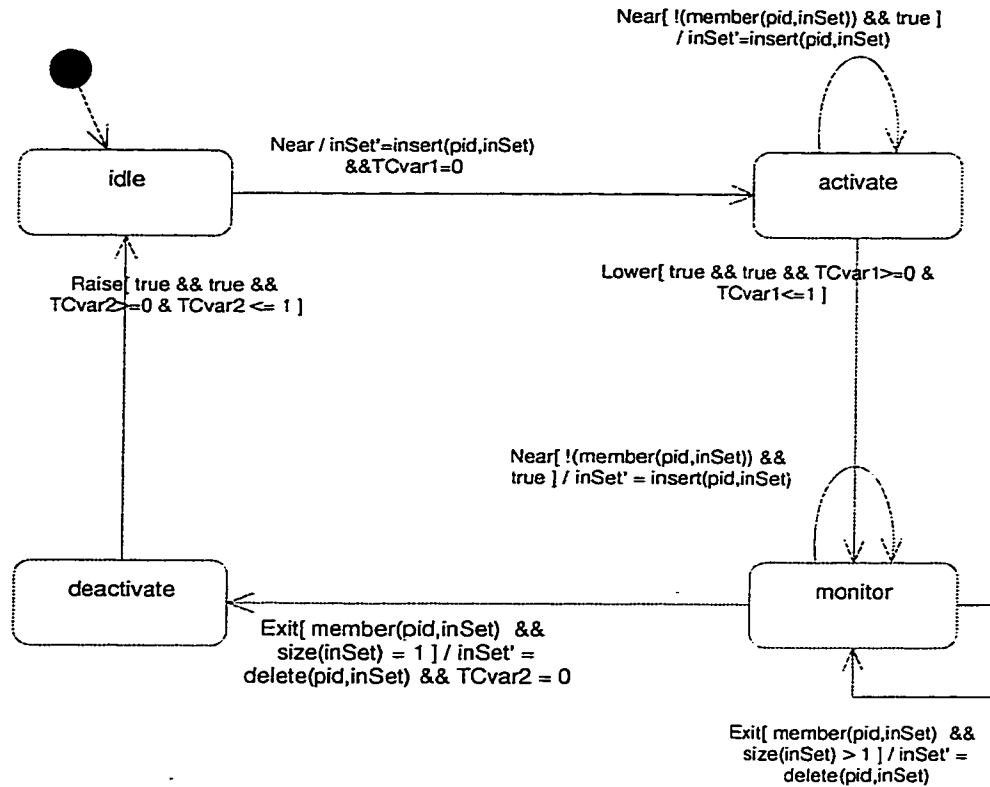 Near[ !(member(pid,inSet)) && true ]
/ inSet'=insert(pid,inSet)
Near / inSet'=insert(pid,inSet)
&&TCvar1=0
idle
activate
Raise[ true && true &&
TCvar2>=0 & TCvar2 <= 1 ]
Lower[ true && true && TCvar1>=0 &
TCvar1<=1 ]
Near[ !(member(pid,inSet)) &&
true ] / inSet' = insert(pid,inSet)
deactivate
monitor
Exit[ member(pid,inSet) &&
size(inSet) = 1 ] / inSet' =
delete(pid,inSet) && TCvar2 = 0
Exit[ member(pid,inSet) &&
size(inSet) > 1 ] / inSet' =
delete(pid,inSet)